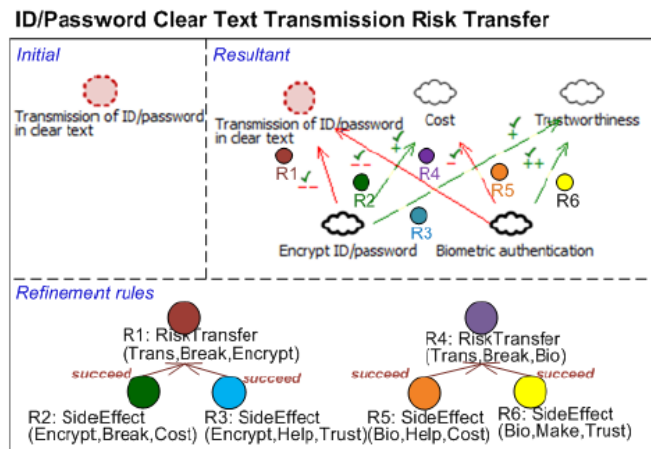 ID/Password Clear Text Transmission Risk Transfer
Initial
Transmission of ID/password
in clear text
Resultant
Transmission of ID/password
in clear text
Cost
Trustworthiness
R1
--
R2
--
+
R4
-
+
R5
++
R6
R3
Encrypt ID/password
Biometric authentication
Refinement rules
R1: RiskTransfer
(Trans,Break,Encrypt)
succeed
succeed
R2: SideEffect
(Encrypt,Break,Cost)
R3: SideEffect
(Encrypt,Help,Trust)
R4: RiskTransfer
(Trans,Break,Bio)
succeed
succeed
R5: SideEffect
(Bio,Help,Cost)
R6: SideEffect
(Bio,Make,Trust)